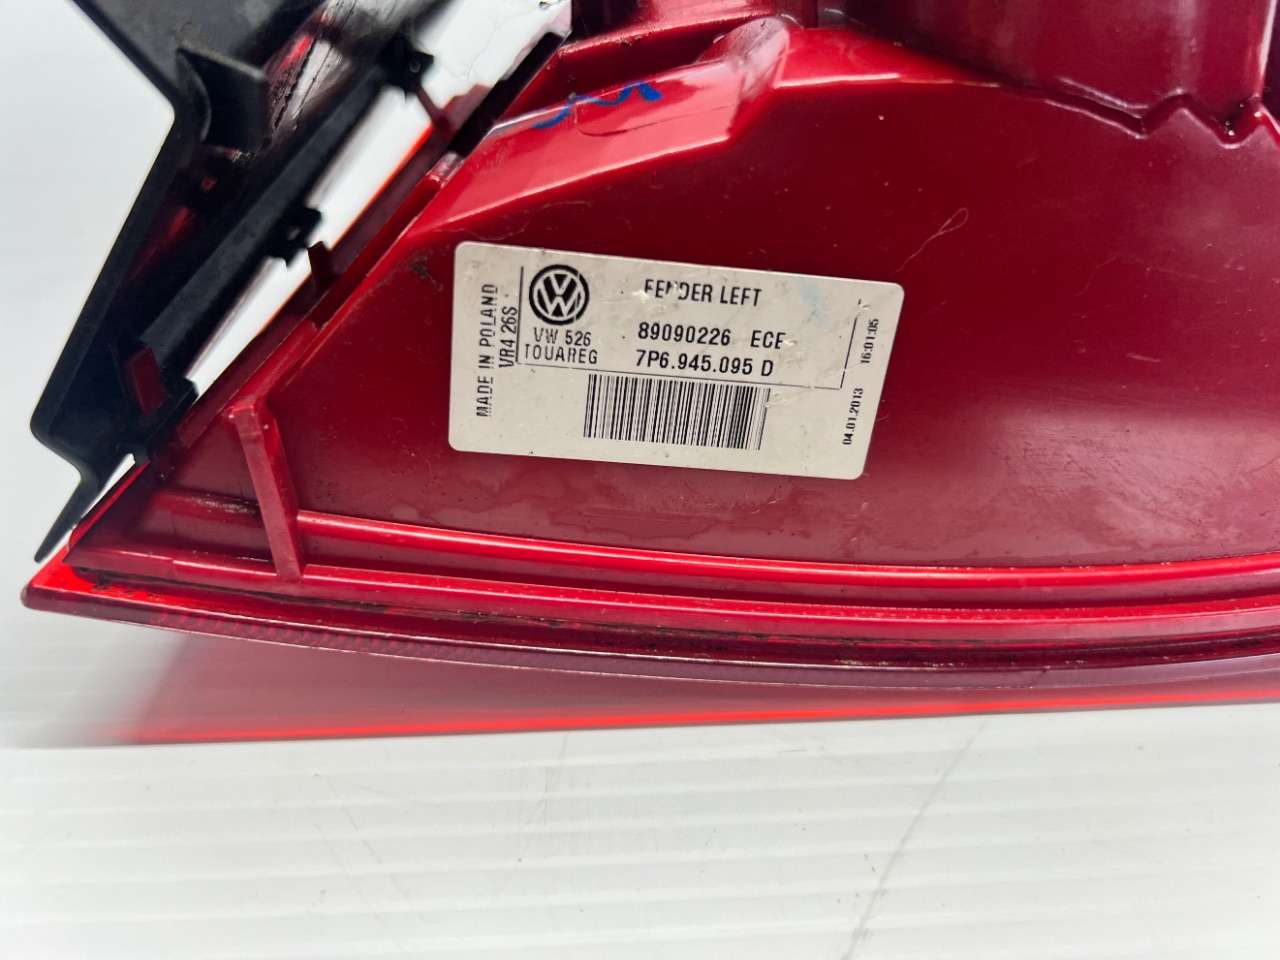 MADE IN POLAND
VR4 26S
VW
FENDER LEFT
VW 526
89090226 ECE
TOUAREG
7P6.945.095 D
04.01.2013 16:01:05